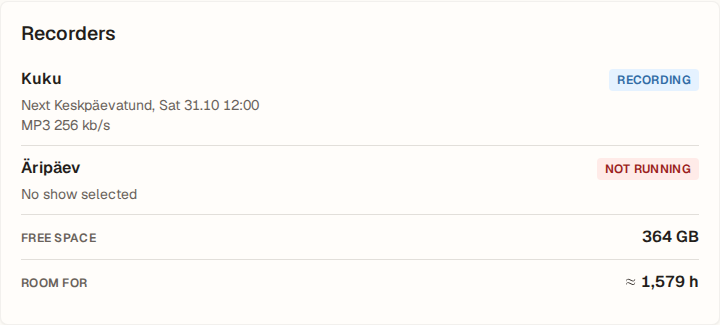 Recorders
Kuku
RECORDING
Next Keskpäevatund, Sat 31.10 12:00
MP3 256 kb/s
Äripäev
NOT RUNNING
No show selected
FREE SPACE
364 GB
ROOM FOR
≈ 1,579 h